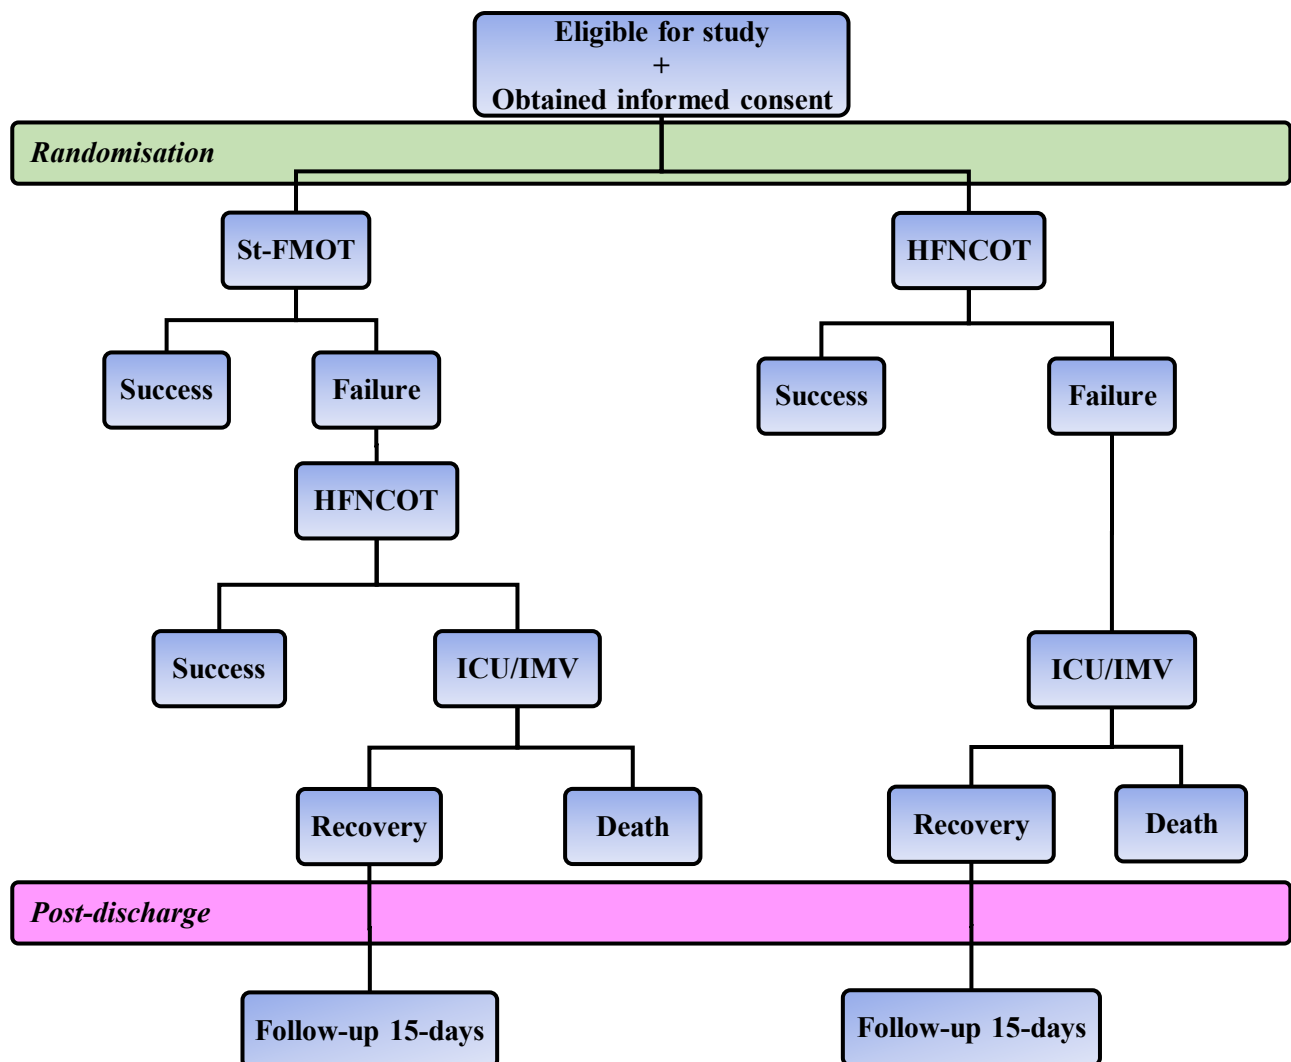 Eligible for study
+
Obtained informed consent
Randomisation
St-FMOT
HFNCOT
Success
Failure
Success
Failure
HFNCOT
Success
ICU/IMV
ICU/IMV
Recovery
Death
Recovery
Death
Post-discharge
Follow-up 15-days
Follow-up 15-days